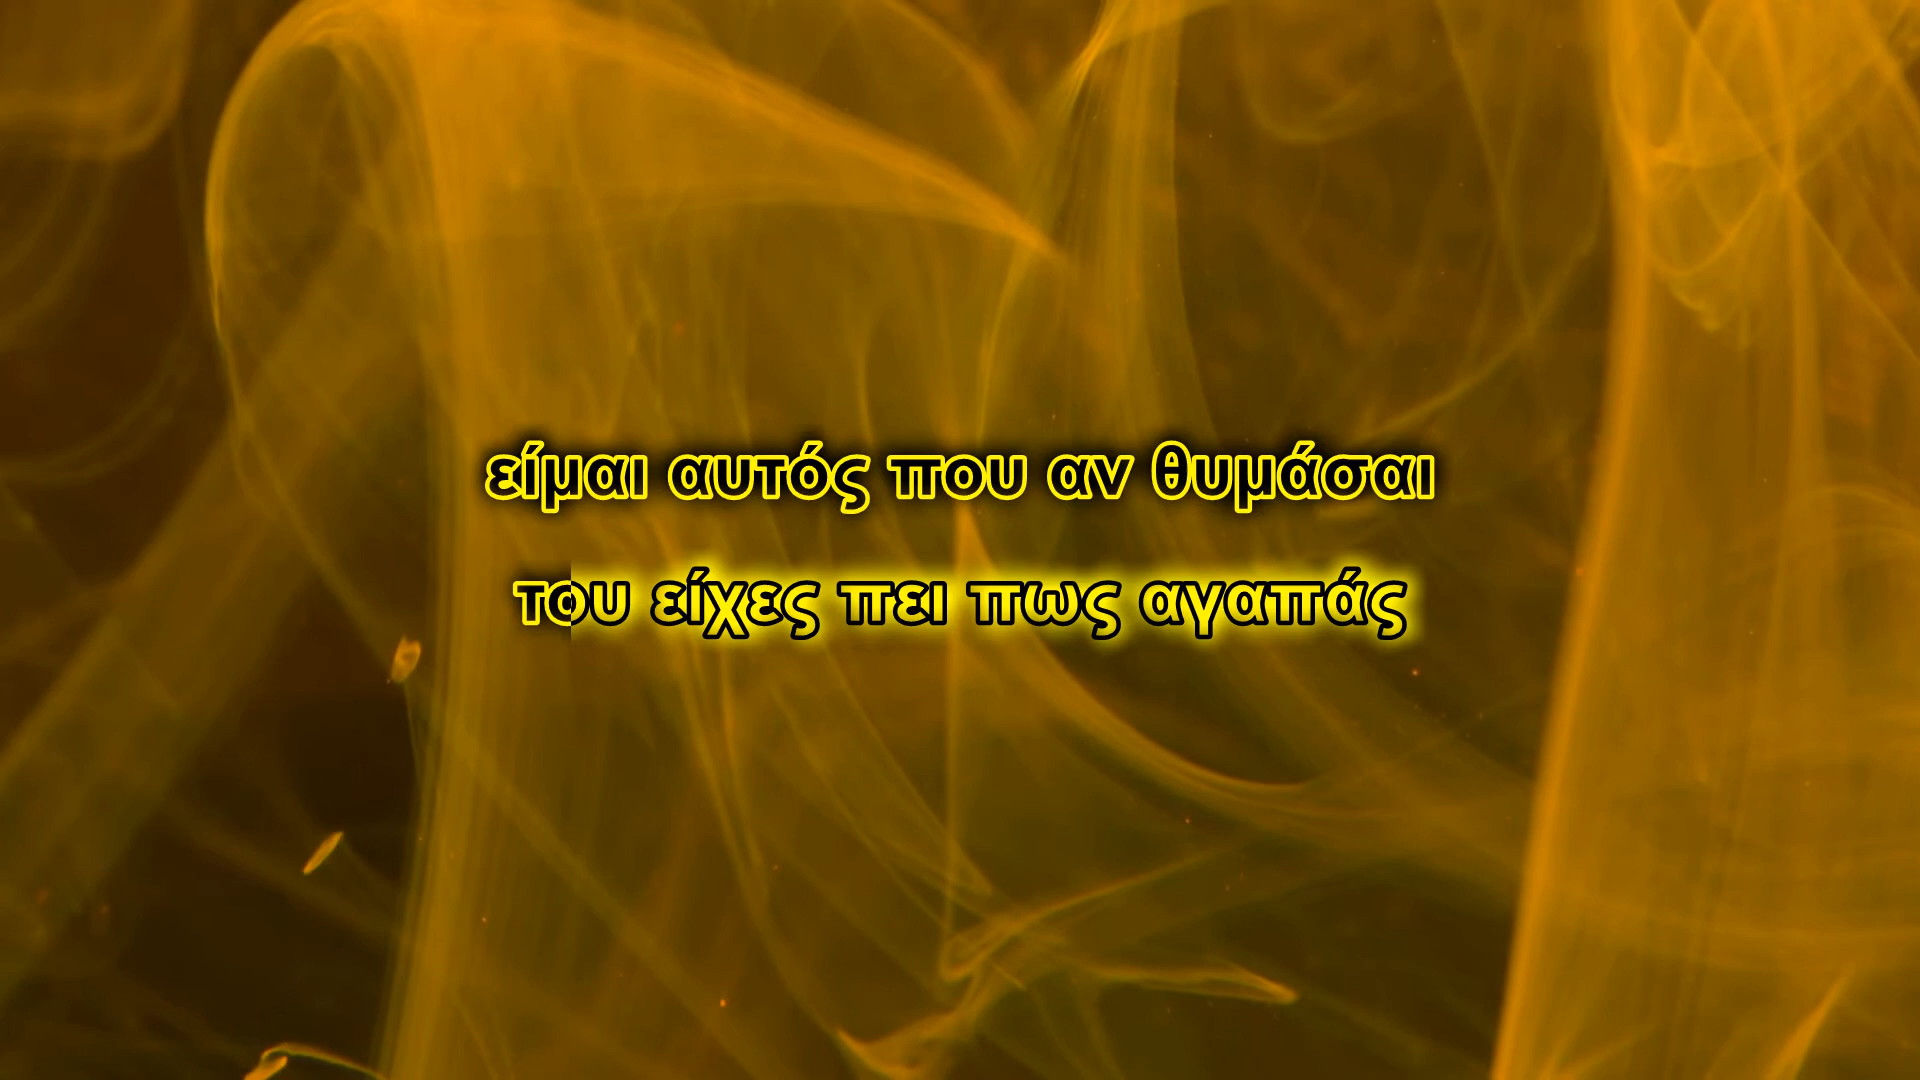 είμαι αυτός που αν θυμάσαι
του είχες πει πως αγαπάς